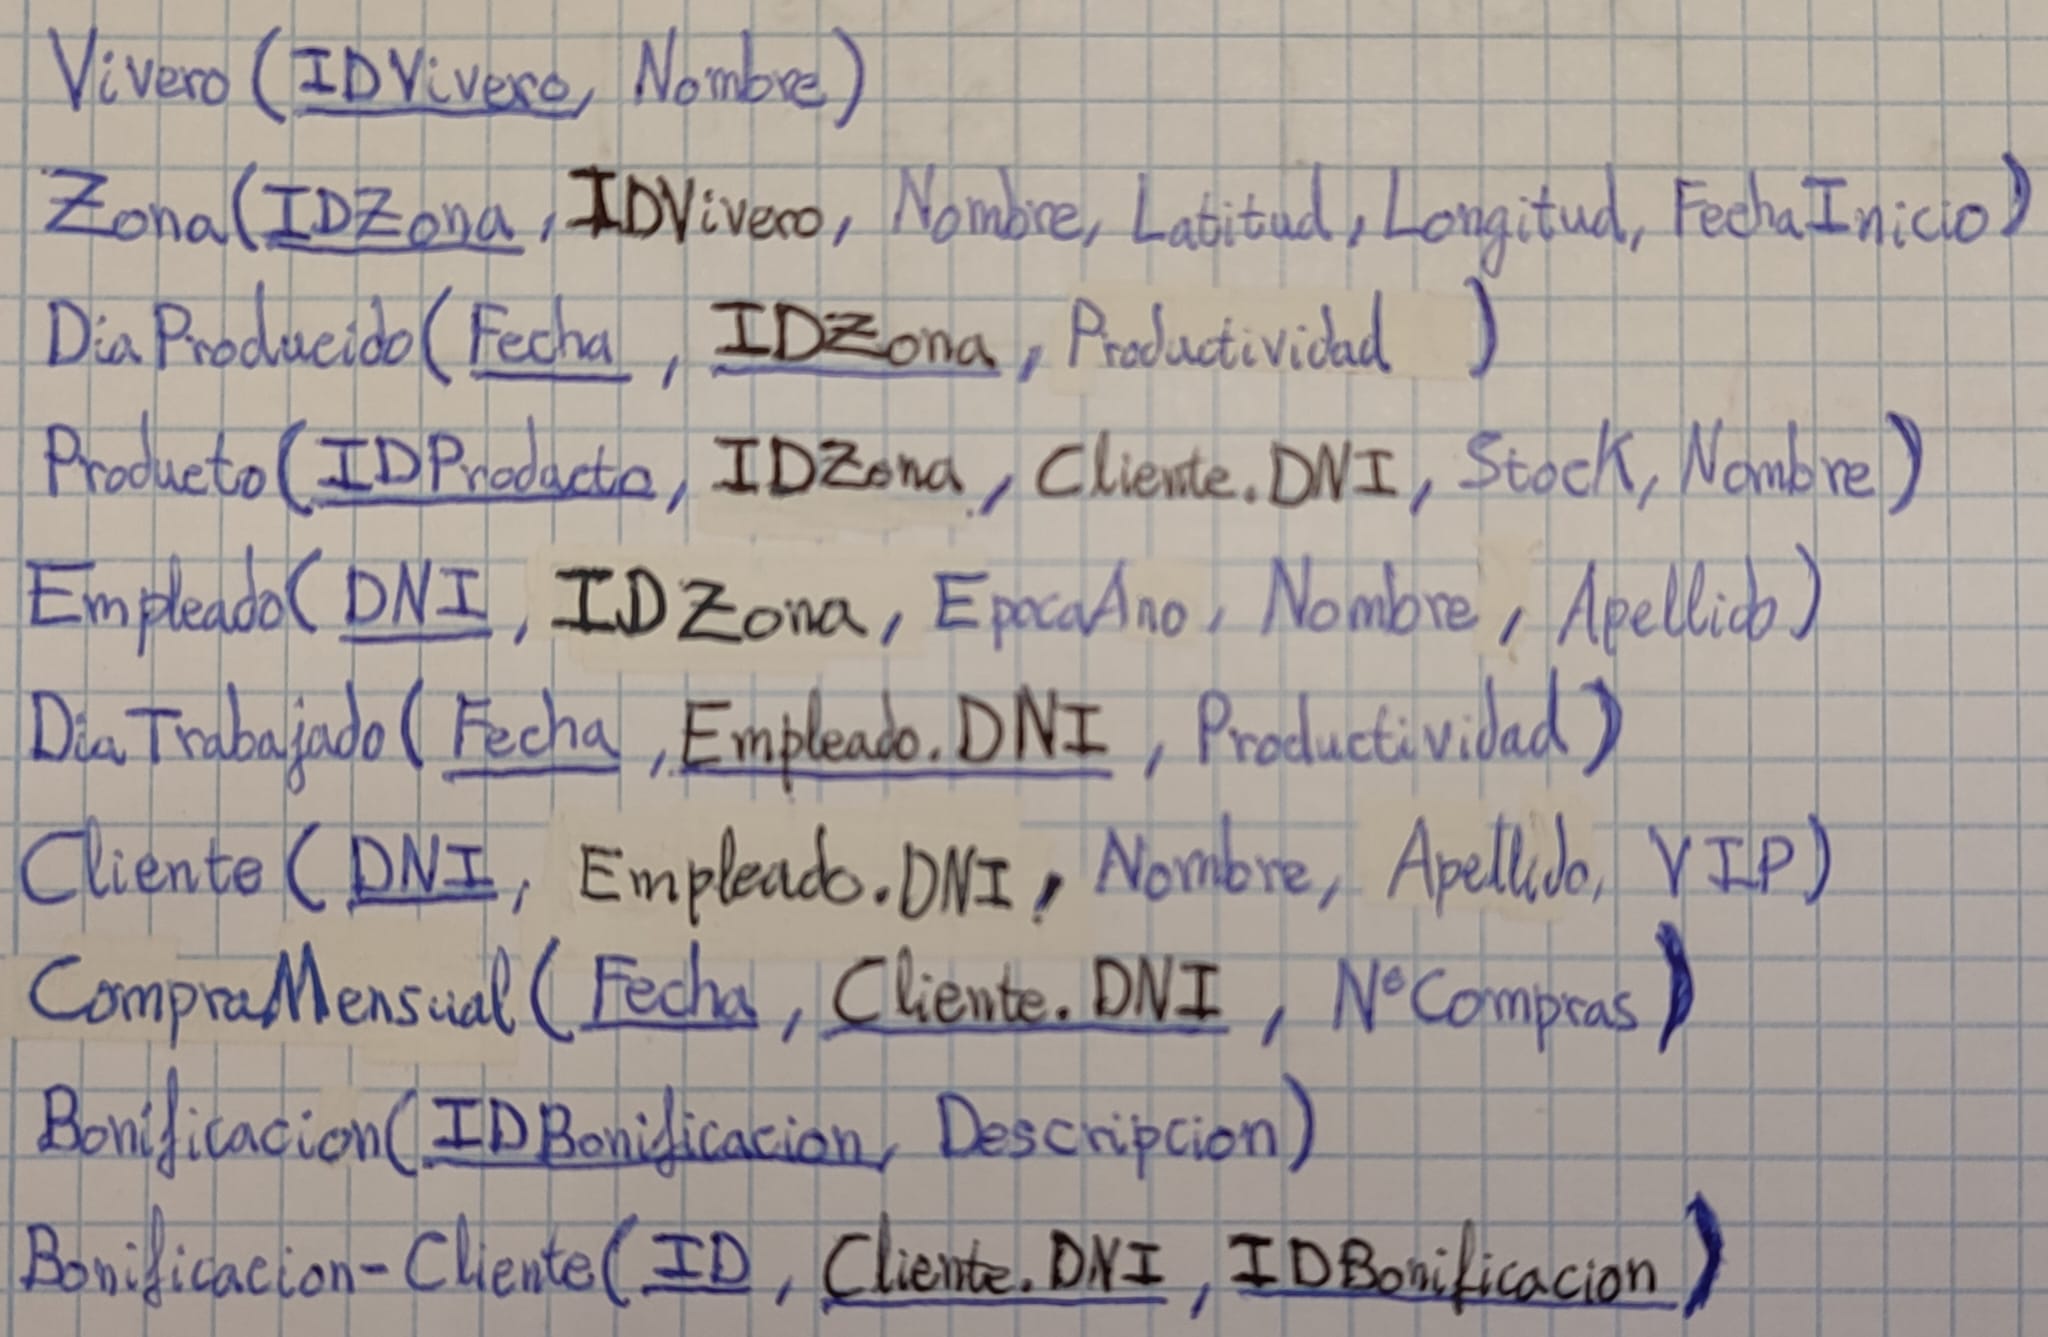 Vivero (IDVivero, Nombre)
Zona (IDZona, IDVivero, Nombre, Latitud, Longitud, FechaInicio)
DiaProducido (Fecha, IDZona, Productividad)
Producto (IDProducto, IDZona, Cliente.DNI, Stock, Nombre)
Empleado (DNI, IDZona, EpocaAno, Nombre, Apellido)
DiaTrabajado (Fecha, Empleado.DNI, Productividad)
Cliente (DNI, Empleado.DNI, Nombre, Apellido, VIP)
CompraMensual (Fecha, Cliente.DNI, NºCompras)
Bonificacion (IDBonificacion, Descripcion)
Bonificacion-Cliente (ID, Cliente.DNI, IDBonificacion)